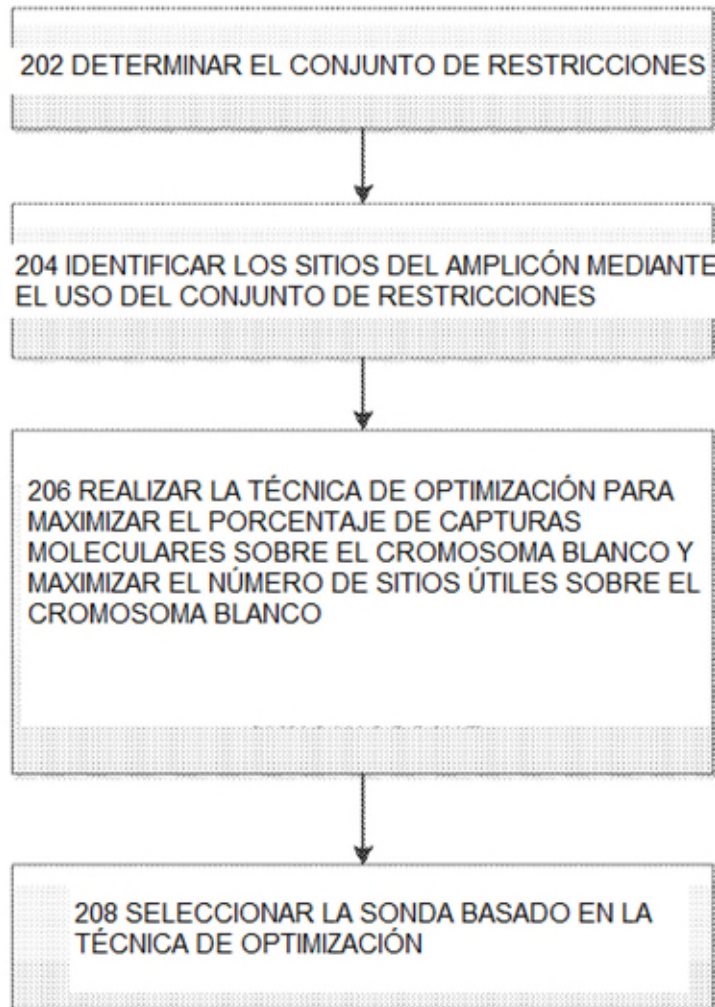 202 DETERMINAR EL CONJUNTO DE RESTRICCIONES
204 IDENTIFICAR LOS SITIOS DEL AMPLICÓN MEDIANTE
EL USO DEL CONJUNTO DE RESTRICCIONES
206 REALIZAR LA TÉCNICA DE OPTIMIZACIÓN PARA
MAXIMIZAR EL PORCENTAJE DE CAPTURAS
MOLECULARES SOBRE EL CROMOSOMA BLANCO Y
MAXIMIZAR EL NÚMERO DE SITIOS ÚTILES SOBRE EL
CROMOSOMA BLANCO
208 SELECCIONAR LA SONDA BASADO EN LA
TÉCNICA DE OPTIMIZACIÓN